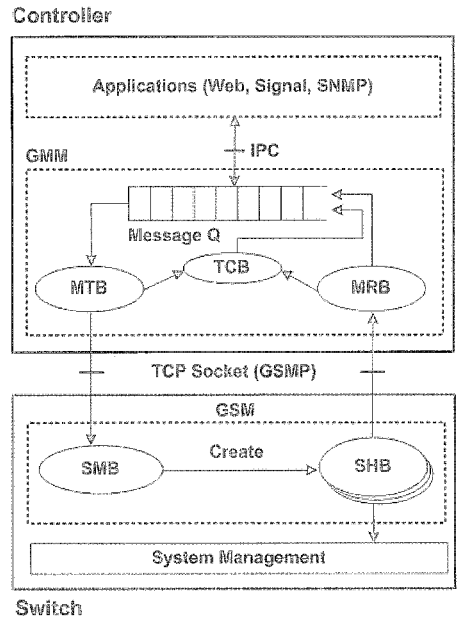 Controller
Applications (Web, Signal, SNMP)
IPC
GMM
Message Q
TCB
MTB
MRB
TCP Socket (GSMP)
GSM
SMB
Create
SHB
System Management
Switch